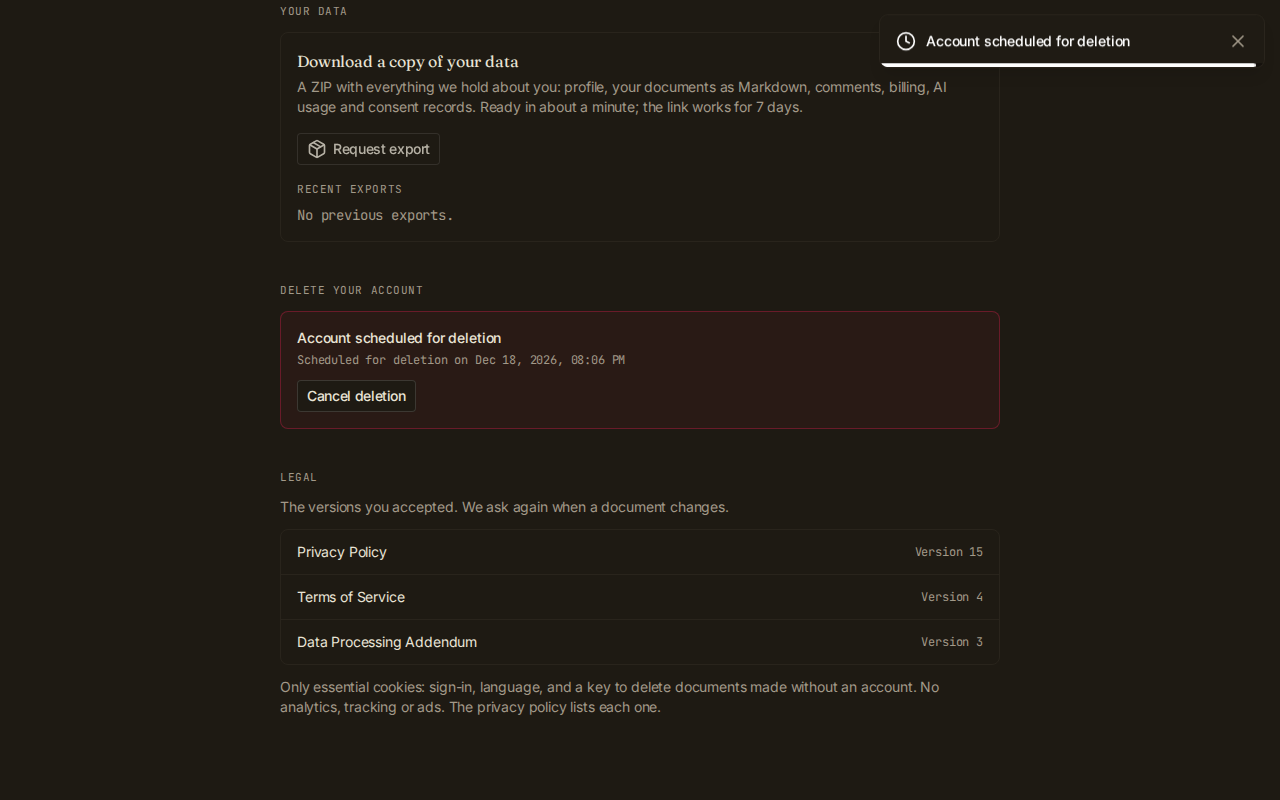 YOUR DATA
Account scheduled for deletion
Download a copy of your data
A ZIP with everything we hold about you: profile, your documents as Markdown, comments, billing, AI
usage and consent records. Ready in about a minute; the link works for 7 days.
Request export
RECENT EXPORTS
No previous exports.
DELETE YOUR ACCOUNT
Account scheduled for deletion
Scheduled for deletion on Dec 18, 2026, 08:06 PM
Cancel deletion
LEGAL
The versions you accepted. We ask again when a document changes.
Privacy Policy
Version 15
Terms of Service
Version 4
Data Processing Addendum
Version 3
Only essential cookies: sign-in, language, and a key to delete documents made without an account. No
analytics, tracking or ads. The privacy policy lists each one.